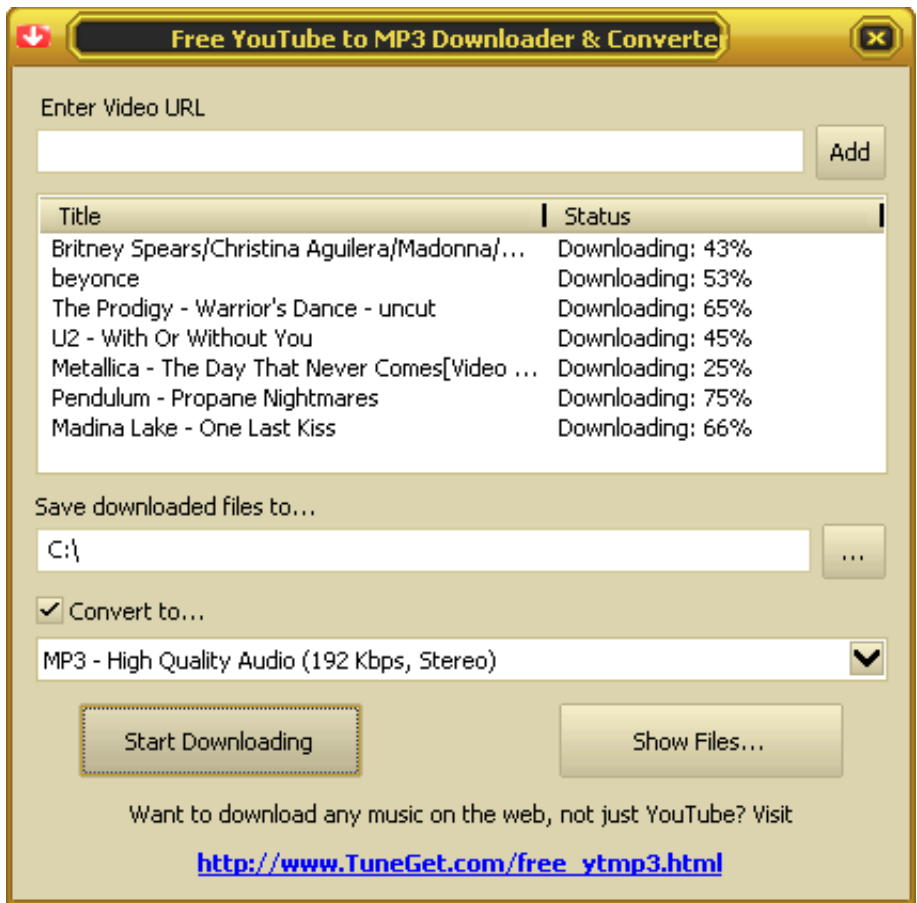 Free YouTube to MP3 Downloader & Converter
Enter Video URL
Add
Title Status
Britney Spears/Christina Aguilera/Madonna/... Downloading: 43%
beyonce Downloading: 53%
The Prodigy - Warrior's Dance - uncut Downloading: 65%
U2 - With Or Without You Downloading: 45%
Metallica - The Day That Never Comes[Video ... Downloading: 25%
Pendulum - Propane Nightmares Downloading: 75%
Madina Lake - One Last Kiss Downloading: 66%
Save downloaded files to...
C:\ ...
Convert to...
MP3 - High Quality Audio (192 Kbps, Stereo)
Start Downloading Show Files...
Want to download any music on the web, not just YouTube? Visit
http://www.TuneGet.com/free_ytmp3.html